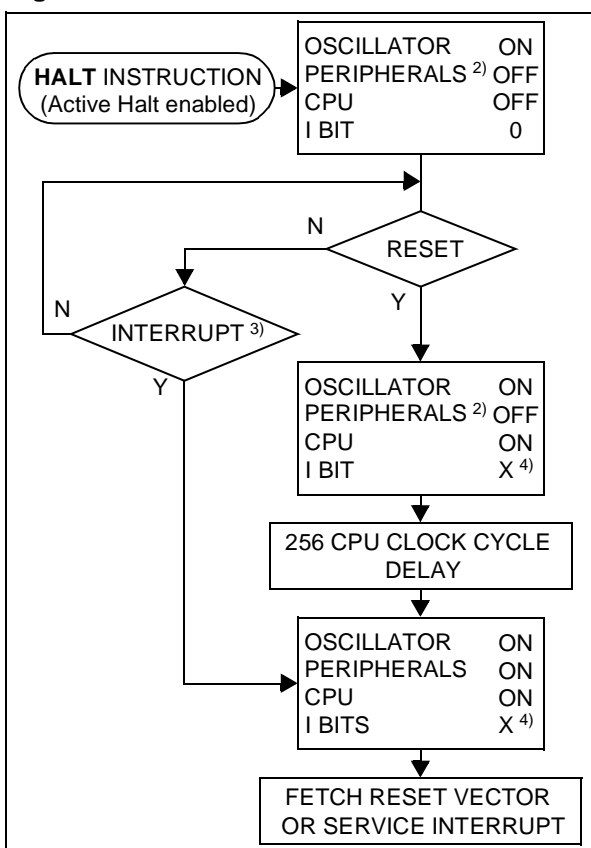 HALT INSTRUCTION
(Active Halt enabled)
OSCILLATOR ON
PERIPHERALS 2) OFF
CPU OFF
I BIT 0
N
RESET
Y
N
INTERRUPT 3)
Y
OSCILLATOR ON
PERIPHERALS 2) OFF
CPU ON
I BIT X 4)
256 CPU CLOCK CYCLE
DELAY
OSCILLATOR ON
PERIPHERALS ON
CPU ON
I BITS X 4)
FETCH RESET VECTOR
OR SERVICE INTERRUPT